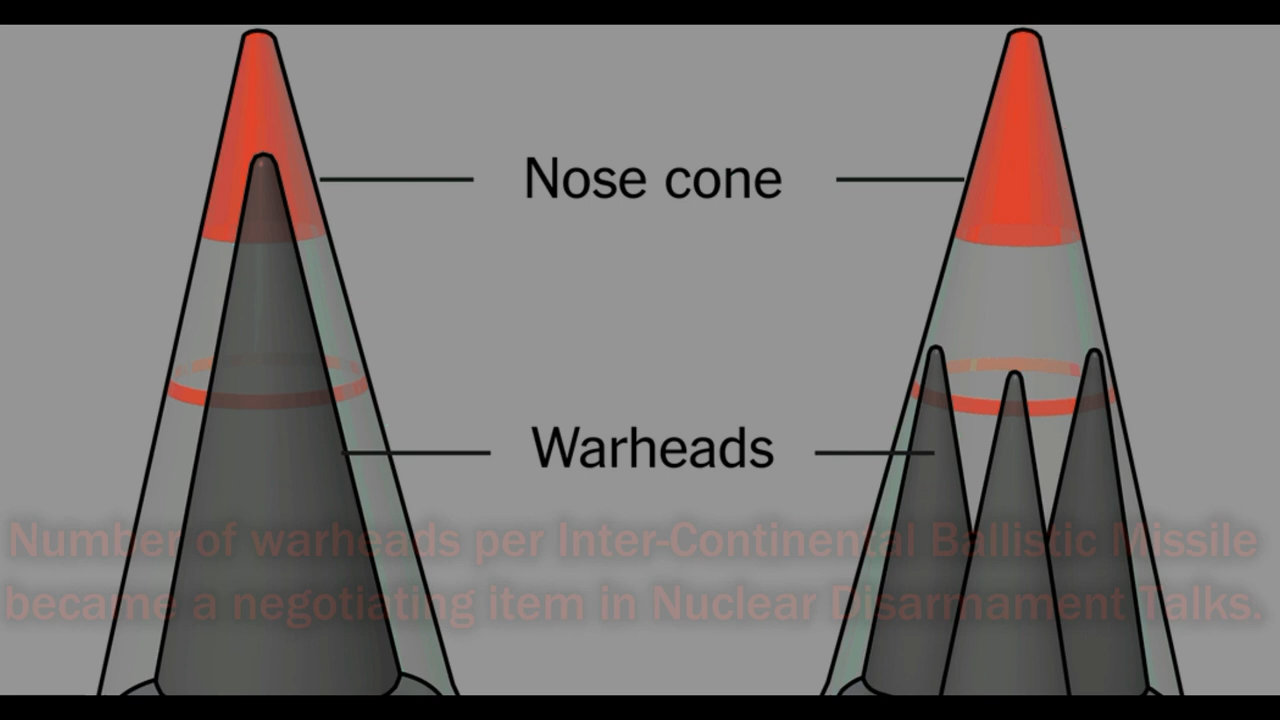 Nose cone
Warheads
Number of warheads per Inter-Continental Ballistic Missile
became a negotiating item in Nuclear Disarmament Talks.